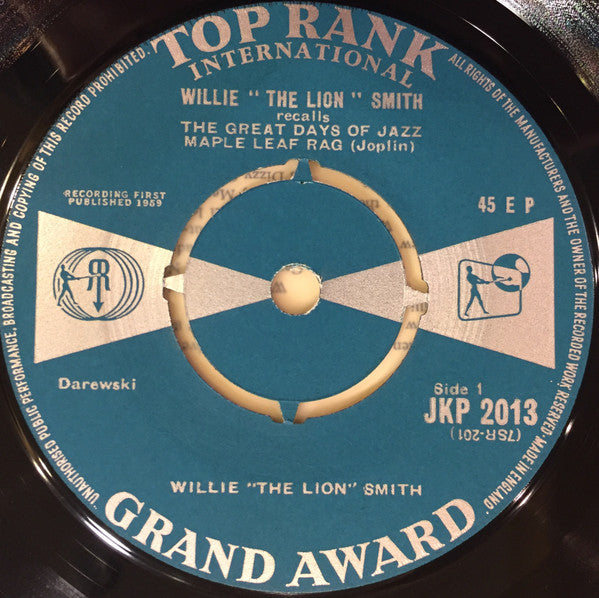 TOP RANK
INTERNATIONAL
WILLIE " THE LION " SMITH
recalls
THE GREAT DAYS OF JAZZ
MAPLE LEAF RAG (Joplin)
RECORDING FIRST
PUBLISHED 1959
45 E P
Darewski
Side 1
JKP 2013
(7SR-201)
WILLIE "THE LION" SMITH
GRAND AWARD
ALL RIGHTS OF THE MANUFACTURERS AND THE OWNER OF THE RECORDED WORK RESERVED-MADE IN ENGLAND.
UNAUTHORISED PUBLIC PERFORMANCE, BROADCASTING AND COPYING OF THIS RECORD PROHIBITED.